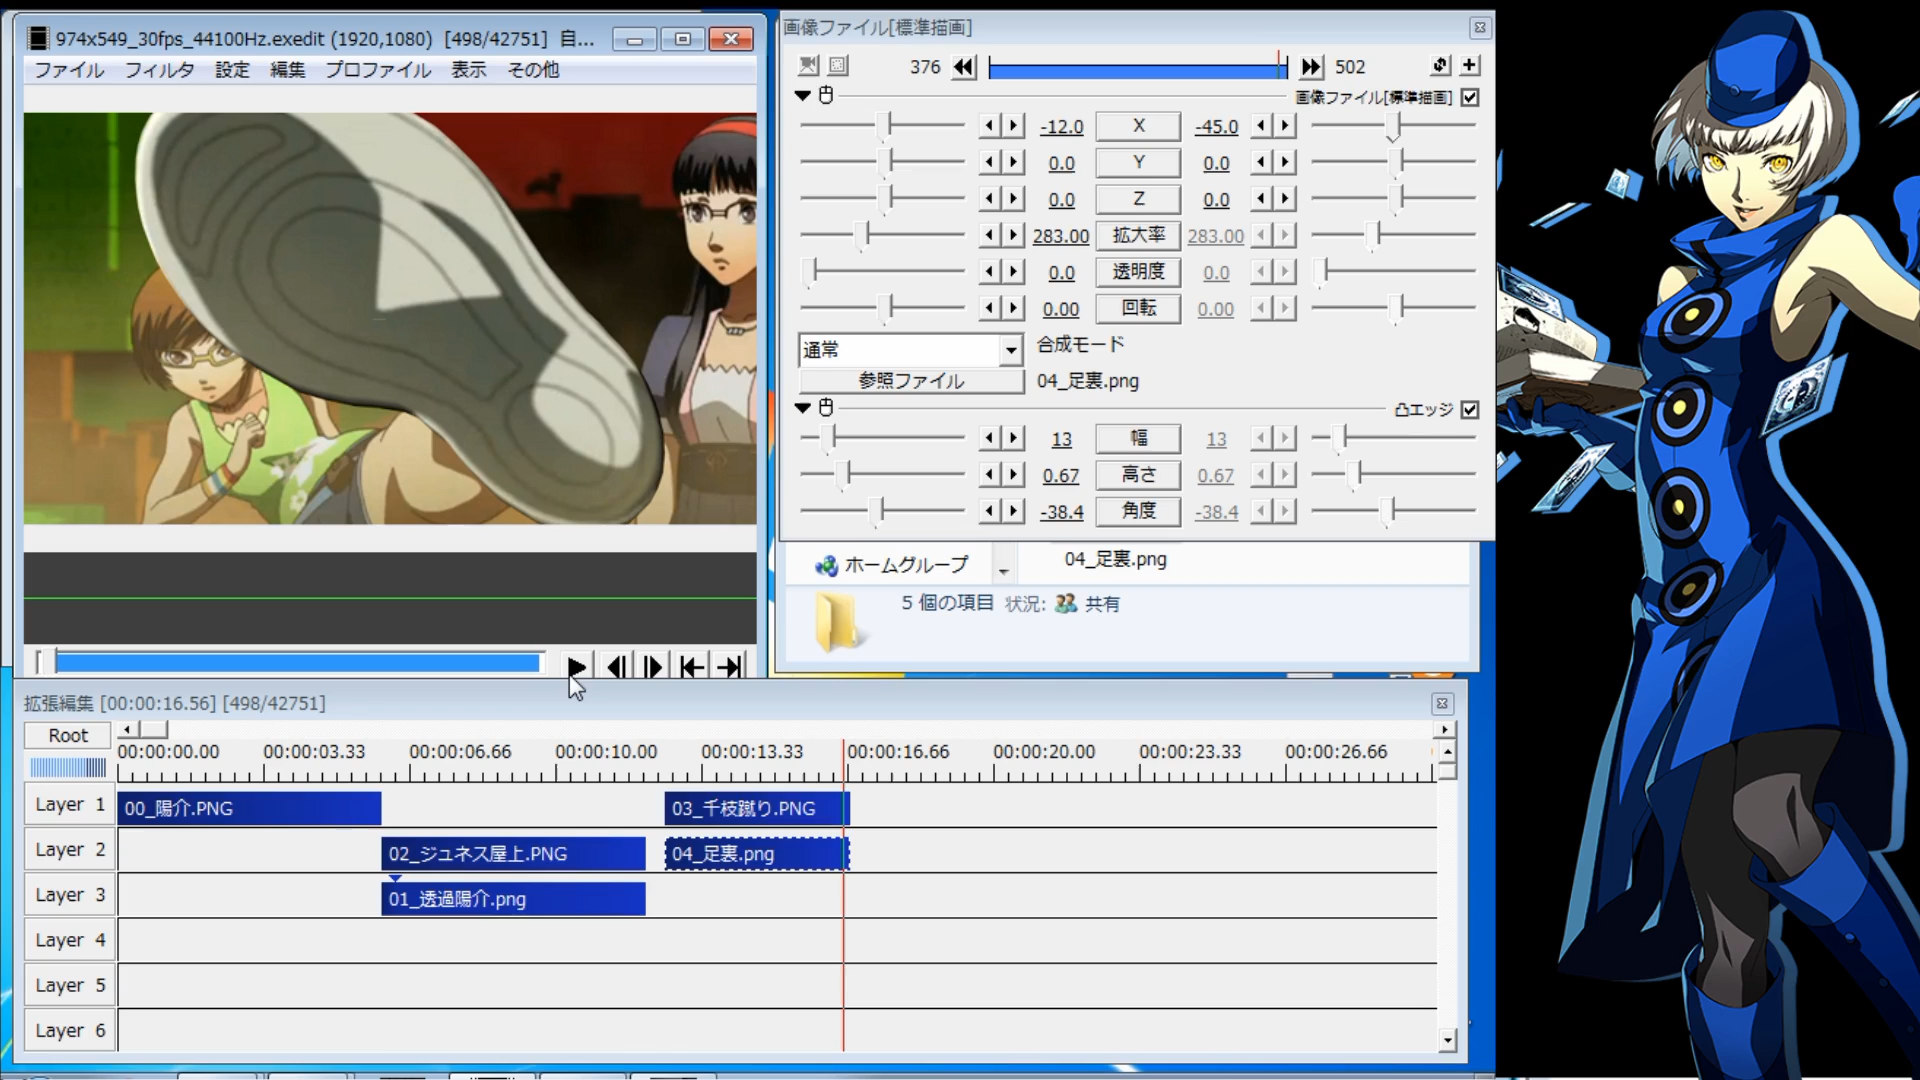 974x549_30fps_44100Hz.exedit (1920,1080) [498/42751] 自...
ファイル フィルタ 設定 編集 プロファイル 表示 その他
画像ファイル[標準描画]
376 502
画像ファイル[標準描画]
-12.0 X -45.0
0.0 Y 0.0
0.0 Z 0.0
283.00 拡大率 283.00
0.0 透明度 0.0
0.00 回転 0.00
通常 合成モード
参照ファイル 04_足裏.png
凸エッジ
13 幅 13
0.67 高さ 0.67
-38.4 角度 -38.4
ホームグループ 04_足裏.png
5 個の項目 状況: 共有
拡張編集 [00:00:16.56] [498/42751]
Root
00:00:00.00 00:00:03.33 00:00:06.66 00:00:10.00 00:00:13.33 00:00:16.66 00:00:20.00 00:00:23.33 00:00:26.66
Layer 1 00_陽介.PNG 03_千枝蹴り.PNG
Layer 2 02_ジュネス屋上.PNG 04_足裏.png
Layer 3 01_透過陽介.png
Layer 4
Layer 5
Layer 6